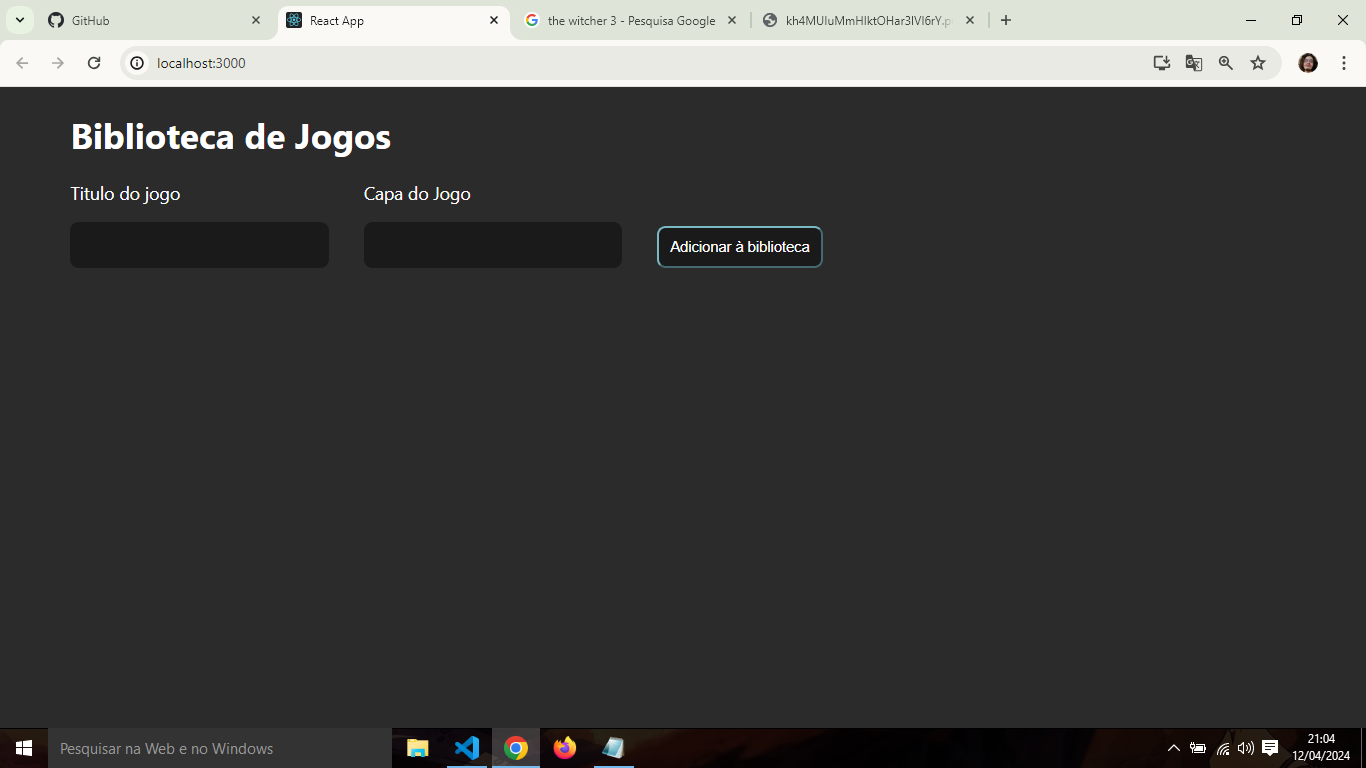 GitHub
React App
the witcher 3 - Pesquisa Google
kh4MUIuMmHIktOHar3lVl6rY.p
localhost:3000
Biblioteca de Jogos
Titulo do jogo
Capa do Jogo
Adicionar à biblioteca
Pesquisar na Web e no Windows
21:04
12/04/2024